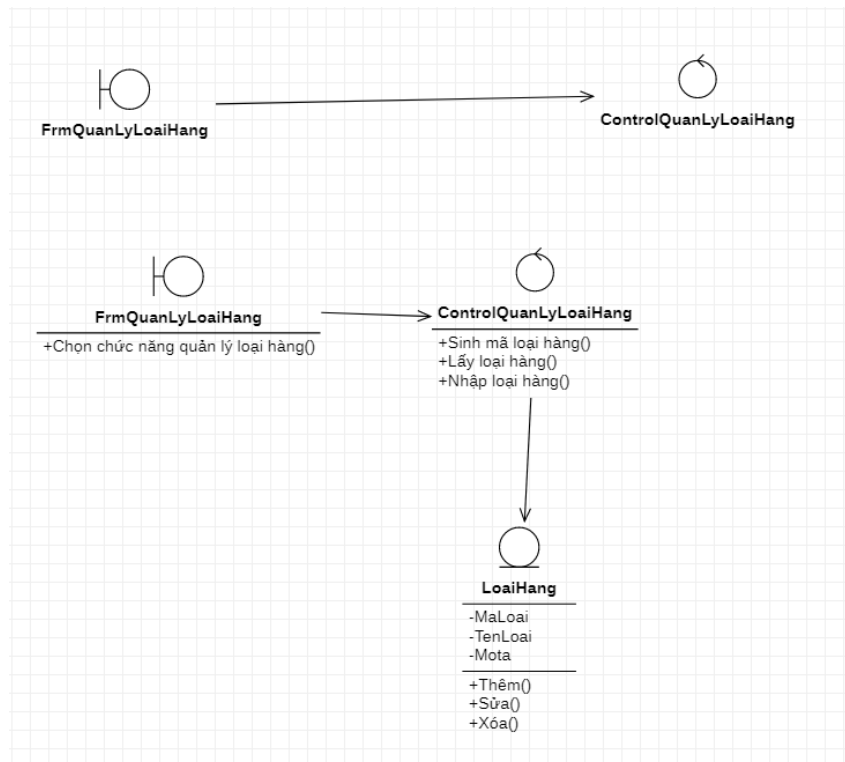 FrmQuanLyLoaiHang
ControlQuanLyLoaiHang
FrmQuanLyLoaiHang
+Chọn chức năng quản lý loại hàng()
ControlQuanLyLoaiHang
+Sinh mã loại hàng()
+Lấy loại hàng()
+Nhập loại hàng()
LoaiHang
-MaLoai
-TenLoai
-Mota
+Thêm()
+Sửa()
+Xóa()